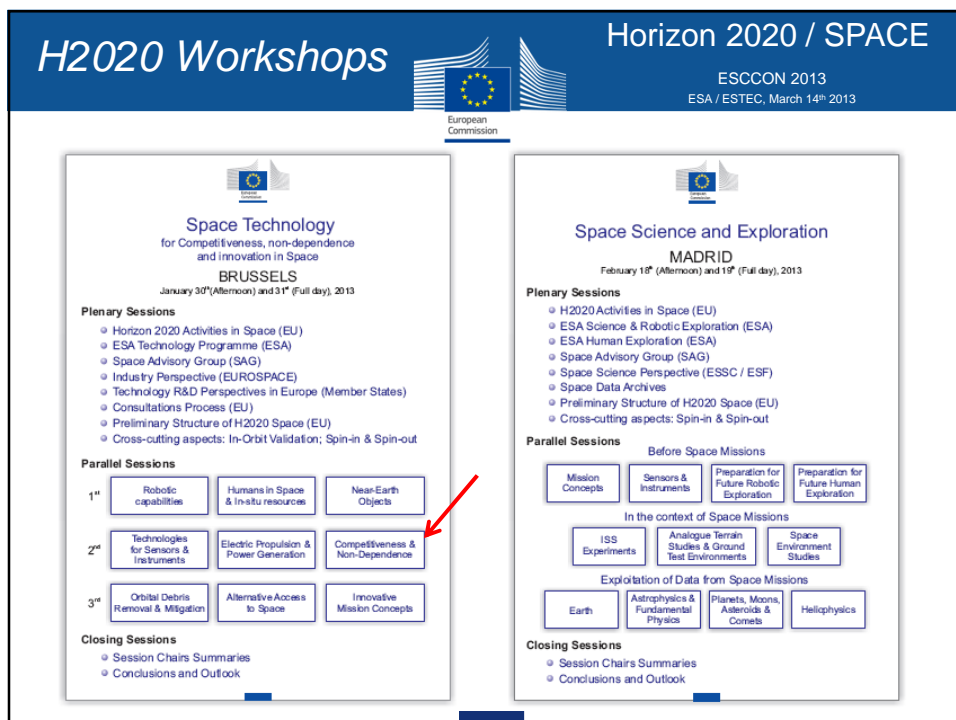 H2020 Workshops
Horizon 2020 / SPACE
ESCCON 2013
ESA / ESTEC, March 14th 2013
European
Commission
European
Commission
Space Technology
for Competitiveness, non-dependence
and innovation in Space
BRUSSELS
January 30th(Afternoon) and 31st (Full day), 2013
Plenary Sessions
Horizon 2020 Activities in Space (EU)
ESA Technology Programme (ESA)
Space Advisory Group (SAG)
Industry Perspective (EUROSPACE)
Technology R&D Perspectives in Europe (Member States)
Consultations Process (EU)
Preliminary Structure of H2020 Space (EU)
Cross-cutting aspects: In-Orbit Validation; Spin-in & Spin-out
Parallel Sessions
1st
Robotic
capabilities
Humans in Space
& In-situ resources
Near-Earth
Objects
2nd
Technologies
for Sensors &
Instruments
Electric Propulsion &
Power Generation
Competitiveness &
Non-Dependence
3rd
Orbital Debris
Removal & Mitigation
Alternative Access
to Space
Innovative
Mission Concepts
Closing Sessions
Session Chairs Summaries
Conclusions and Outlook
European
Commission
Space Science and Exploration
MADRID
February 18th (Afternoon) and 19th (Full day), 2013
Plenary Sessions
H2020 Activities in Space (EU)
ESA Science & Robotic Exploration (ESA)
ESA Human Exploration (ESA)
Space Advisory Group (SAG)
Space Science Perspective (ESSC / ESF)
Space Data Archives
Preliminary Structure of H2020 Space (EU)
Cross-cutting aspects: Spin-in & Spin-out
Parallel Sessions
Before Space Missions
Mission
Concepts
Sensors &
Instruments
Preparation for
Future Robotic
Exploration
Preparation for
Future Human
Exploration
In the context of Space Missions
ISS
Experiments
Analogue Terrain
Studies & Ground
Test Environments
Space
Environment
Studies
Exploitation of Data from Space Missions
Earth
Astrophysics &
Fundamental
Physics
Planets, Moons,
Asteroids &
Comets
Heliophysics
Closing Sessions
Session Chairs Summaries
Conclusions and Outlook